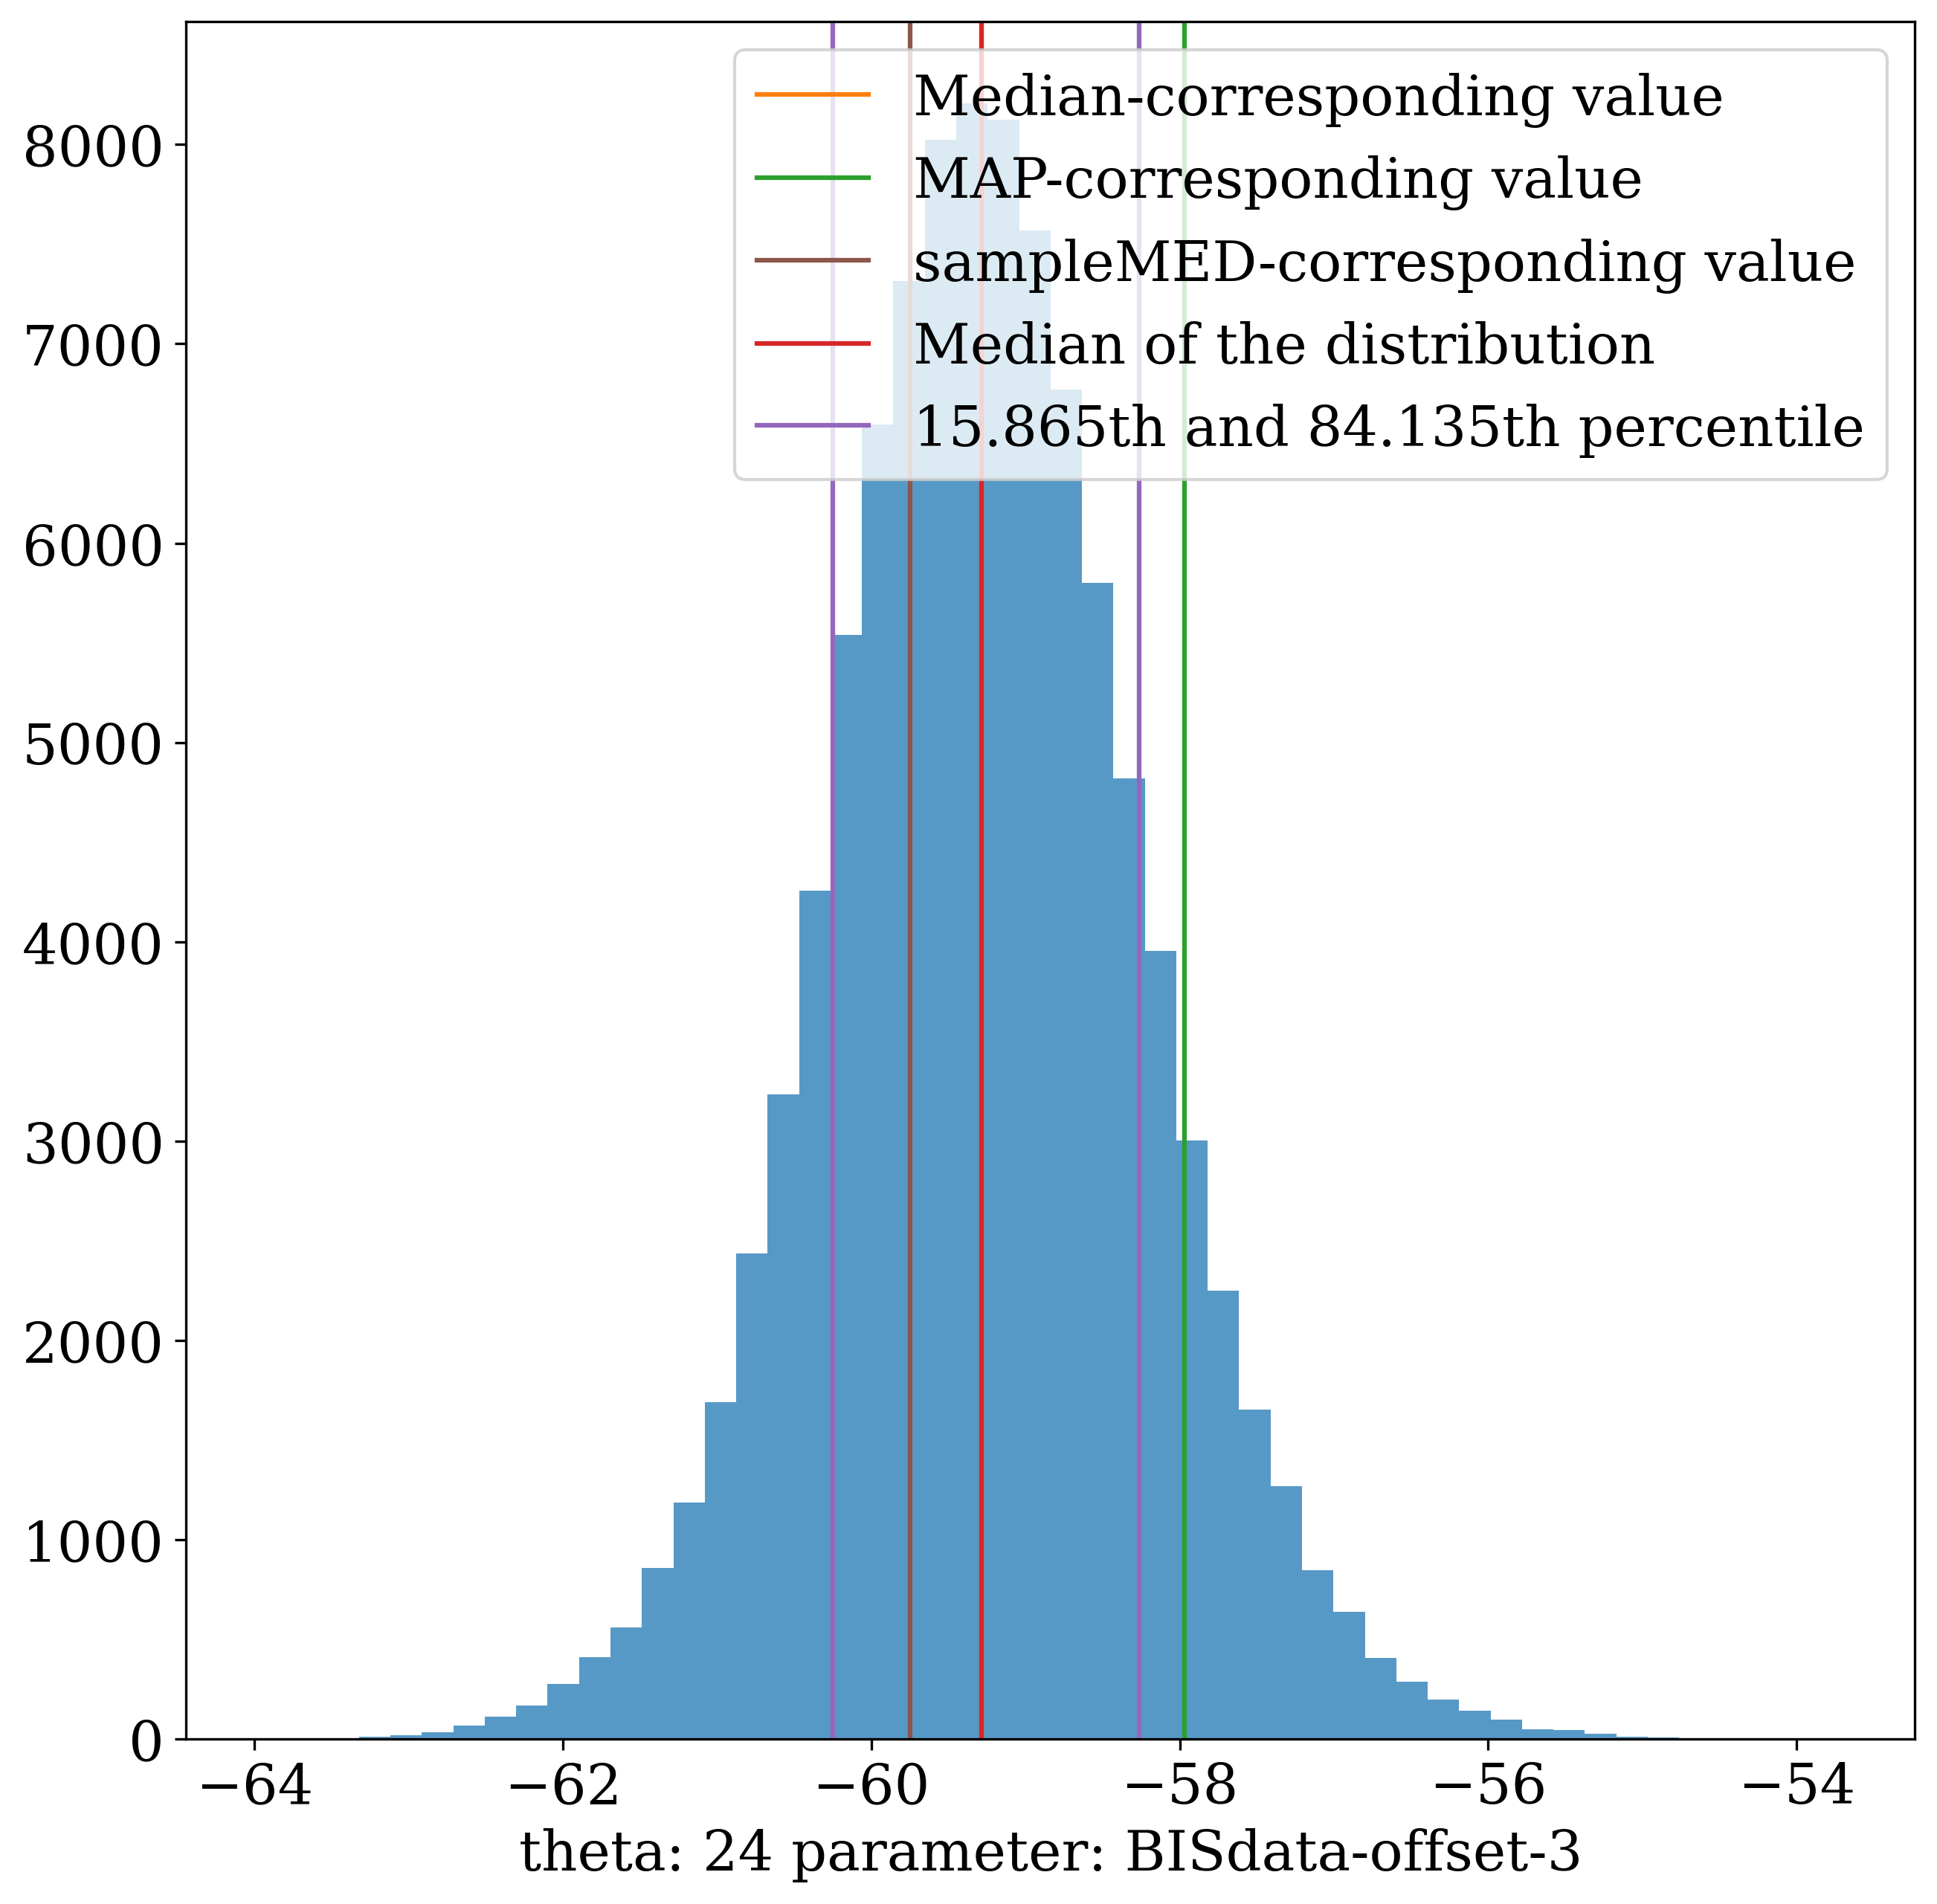 Median-corresponding value
MAP-corresponding value
sampleMED-corresponding value
Median of the distribution
15.865th and 84.135th percentile
8000
7000
6000
5000
4000
3000
2000
1000
0
−64 −62 −60 −58 −56 −54
theta: 24 parameter: BISdata-offset-3